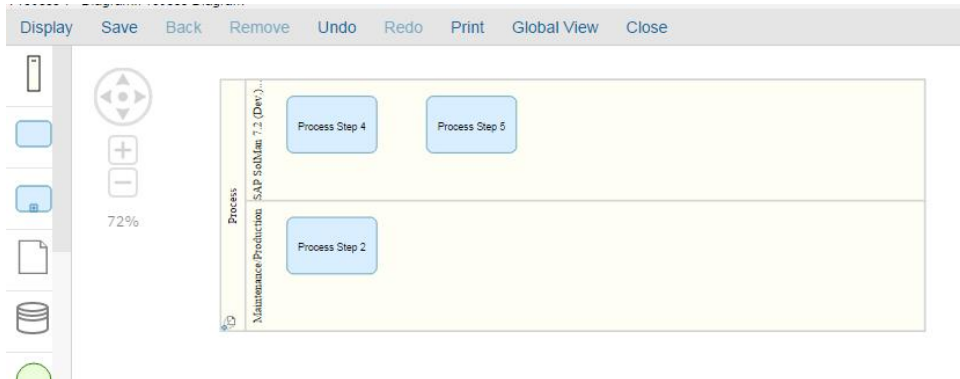 Display Save Back Remove Undo Redo Print Global View Close
72%
Process
SAP SolMan 7.2 (Dev.)...
Process Step 4
Process Step 5
Maintenance/Production
Process Step 2